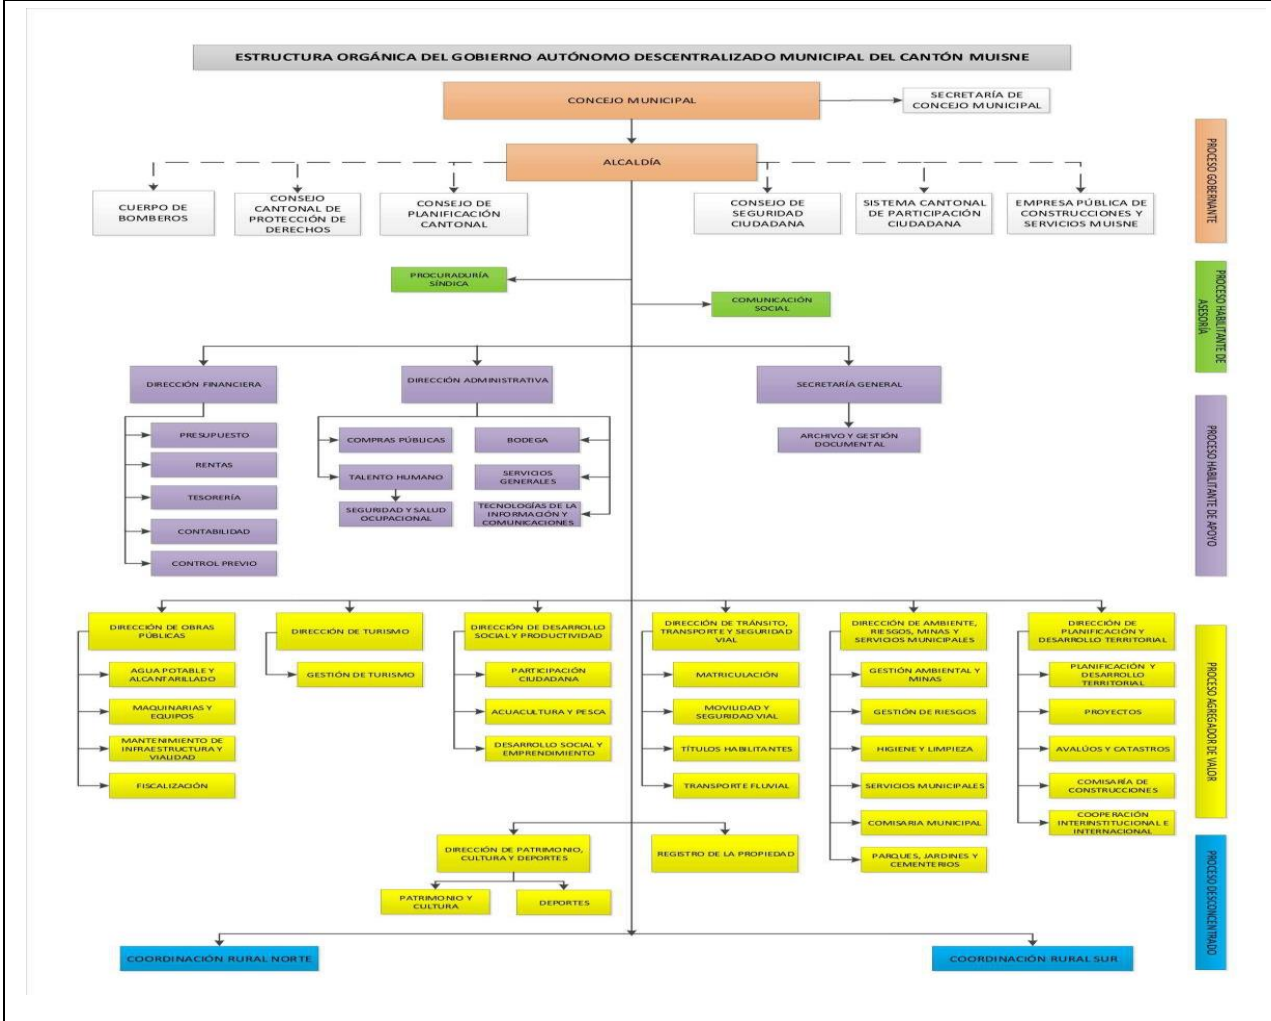 ESTRUCTURA ORGÁNICA DEL GOBIERNO AUTÓNOMO DESCENTRALIZADO MUNICIPAL DEL CANTÓN MUISNE
CONCEJO MUNICIPAL
SECRETARÍA DE
CONCEJO MUNICIPAL
ALCALDÍA
CUERPO DE
BOMBEROS
CONSEJO
CANTONAL DE
PROTECCIÓN DE
DERECHOS
CONSEJO DE
PLANIFICACIÓN
CANTONAL
CONSEJO DE
SEGURIDAD
CIUDADANA
SISTEMA CANTONAL
DE PARTICIPACIÓN
CIUDADANA
EMPRESA PÚBLICA DE
CONSTRUCCIONES Y
SERVICIOS MUISNE
PROCESO GOBERNANTE
PROCURADURÍA
SÍNDICA
COMUNICACIÓN
SOCIAL
PROCESO HABILITANTE DE
ASESORÍA
DIRECCIÓN FINANCIERA
PRESUPUESTO
RENTAS
TESORERÍA
CONTABILIDAD
CONTROL PREVIO
DIRECCIÓN ADMINISTRATIVA
COMPRAS PÚBLICAS
TALENTO HUMANO
SEGURIDAD Y SALUD
OCUPACIONAL
BODEGA
SERVICIOS
GENERALES
TECNOLOGÍAS DE LA
INFORMACIÓN Y
COMUNICACIONES
SECRETARÍA GENERAL
ARCHIVO Y GESTIÓN
DOCUMENTAL
PROCESO HABILITANTE DE APOYO
DIRECCIÓN DE OBRAS
PÚBLICAS
AGUA POTABLE Y
ALCANTARILLADO
MAQUINARIAS Y
EQUIPOS
MANTENIMIENTO DE
INFRAESTRUCTURA Y
VIALIDAD
FISCALIZACIÓN
DIRECCIÓN DE TURISMO
GESTIÓN DE TURISMO
DIRECCIÓN DE DESARROLLO
SOCIAL Y PRODUCTIVIDAD
PARTICIPACIÓN
CIUDADANA
ACUACULTURA Y PESCA
DESARROLLO SOCIAL Y
EMPRENDIMIENTO
DIRECCIÓN DE TRÁNSITO,
TRANSPORTE Y SEGURIDAD
VIAL
MATRICULACIÓN
MOVILIDAD Y
SEGURIDAD VIAL
TÍTULOS HABILITANTES
TRANSPORTE FLUVIAL
DIRECCIÓN DE AMBIENTE,
RIESGOS, MINAS Y
SERVICIOS MUNICIPALES
GESTIÓN AMBIENTAL Y
MINAS
GESTIÓN DE RIESGOS
HIGIENE Y LIMPIEZA
SERVICIOS MUNICIPALES
COMISARIA MUNICIPAL
PARQUES, JARDINES Y
CEMENTERIOS
DIRECCIÓN DE
PLANIFICACIÓN Y
DESARROLLO TERRITORIAL
PLANIFICACIÓN Y
DESARROLLO
TERRITORIAL
PROYECTOS
AVALÚOS Y CATASTROS
COMISARÍA DE
CONSTRUCCIONES
COOPERACIÓN
INTERINSTITUCIONAL E
INTERNACIONAL
PROCESO AGREGADOR DE VALOR
DIRECCIÓN DE PATRIMONIO,
CULTURA Y DEPORTES
PATRIMONIO Y
CULTURA
DEPORTES
REGISTRO DE LA PROPIEDAD
COORDINACIÓN RURAL NORTE
COORDINACIÓN RURAL SUR
PROCESO DESCONCENTRADO